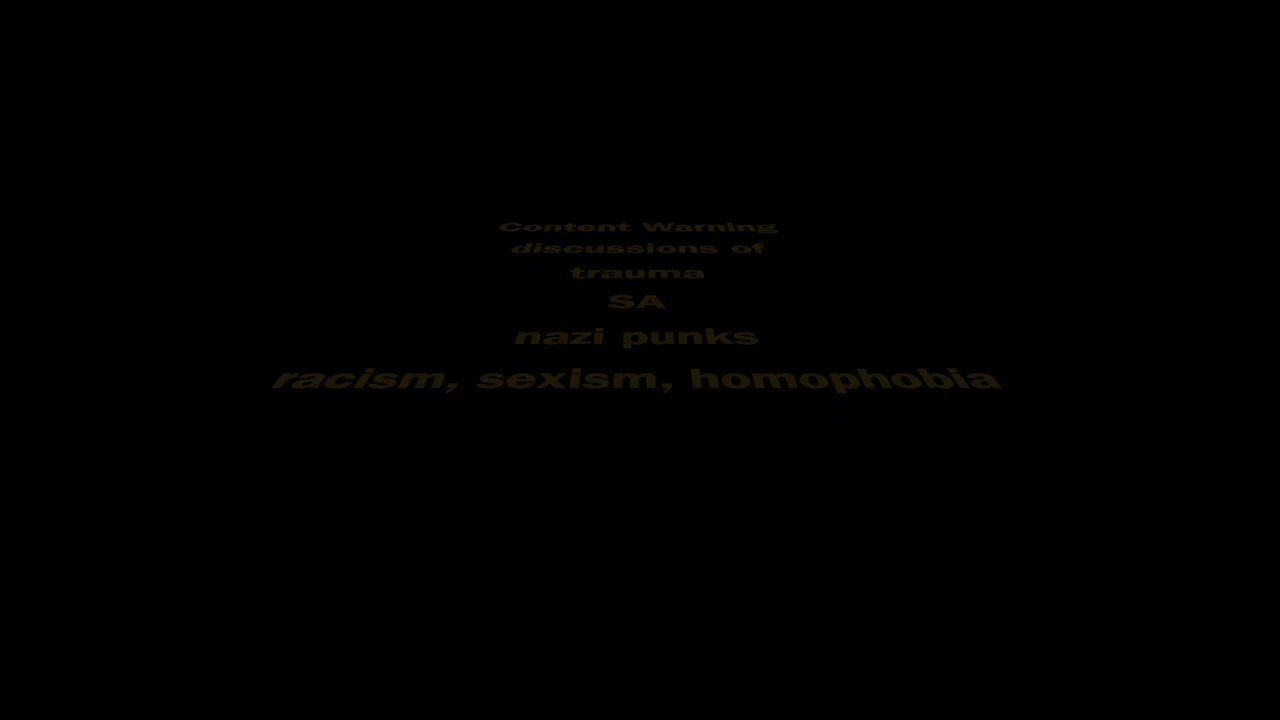 Content Warning
discussions of
trauma
SA
nazi punks
racism, sexism, homophobia